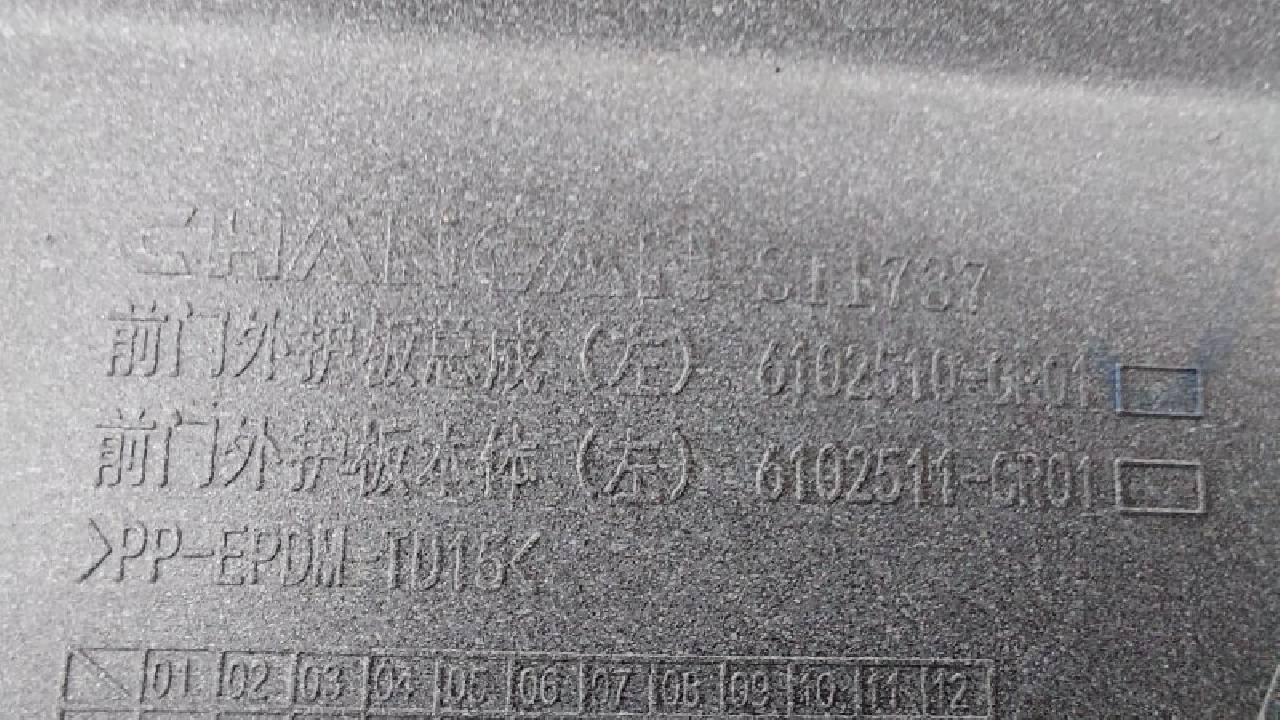 CHANGAN S11787
前门外护板总成（左） 6102510-CR01
前门外护板本体（左） 6102511-CR01
>PP-EPDM-TD15<
01 02 03 04 05 06 07 08 09 10 11 12